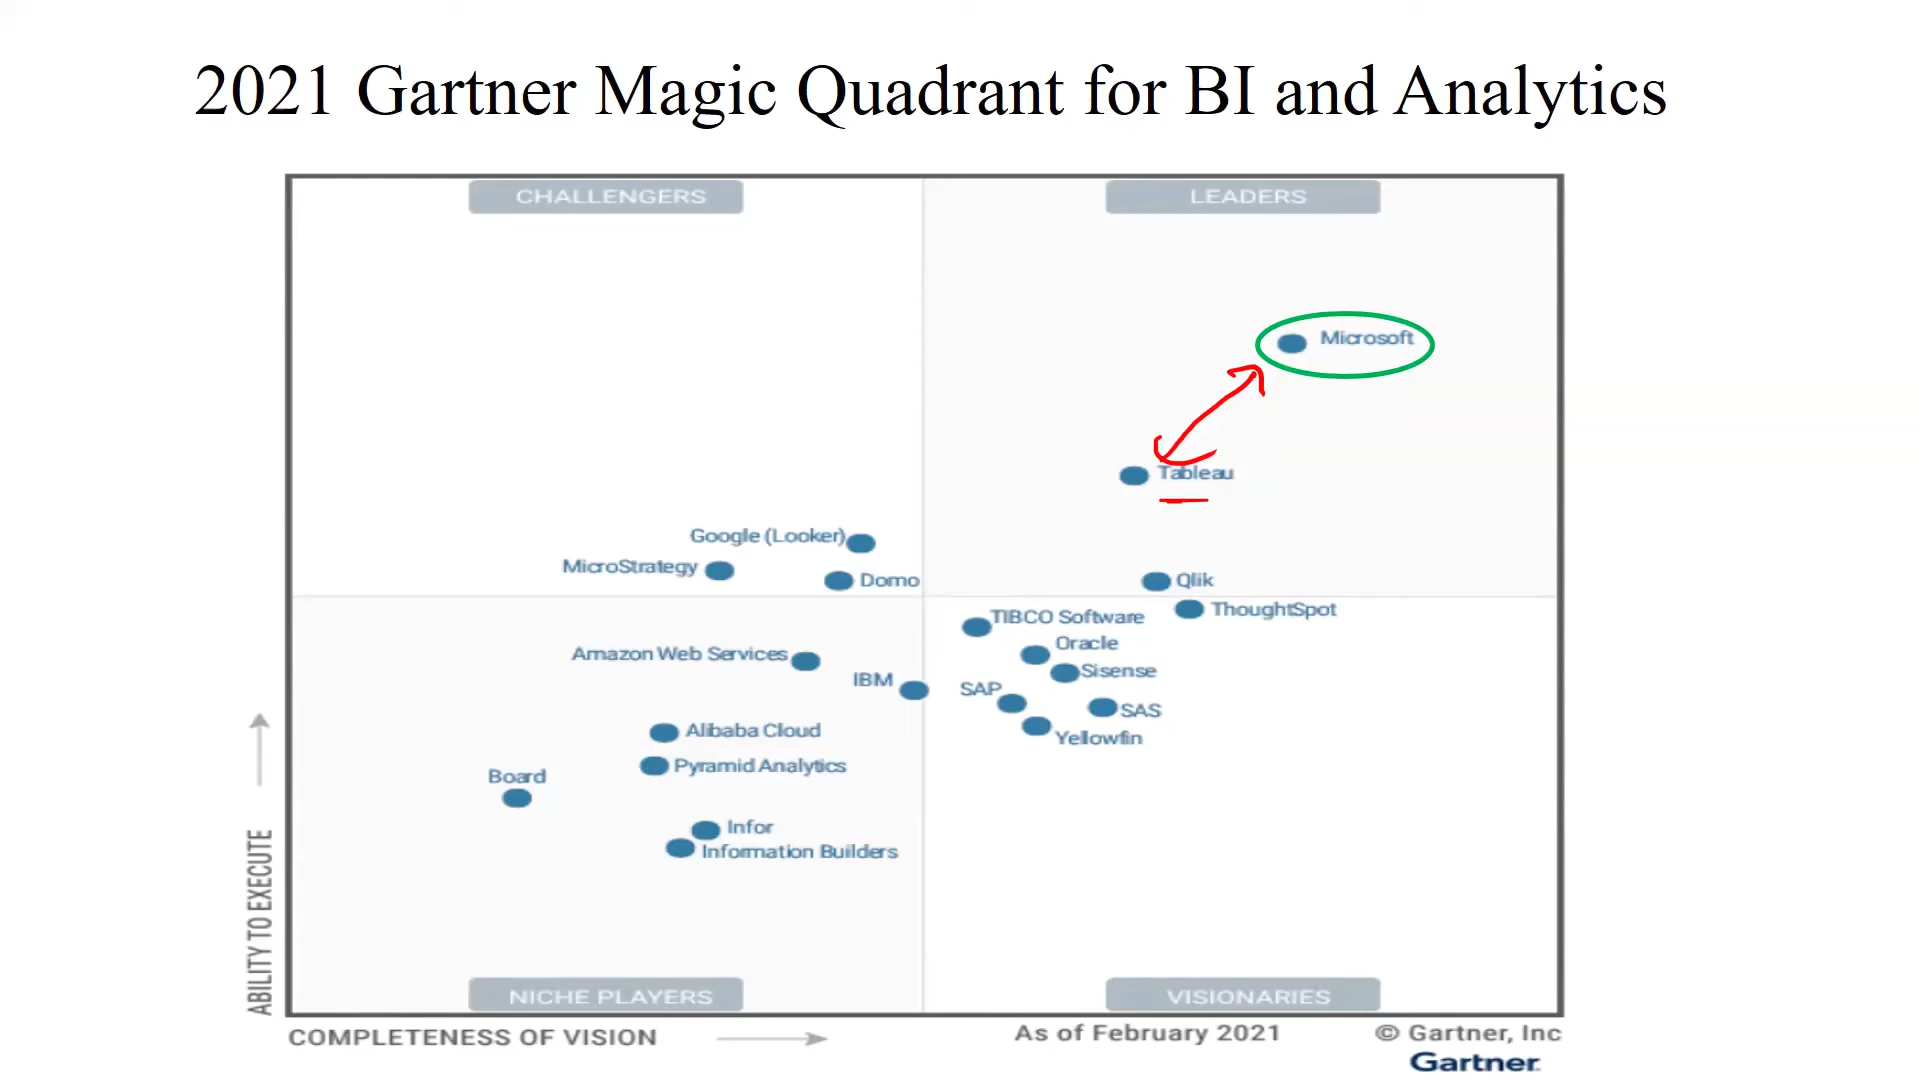 2021 Gartner Magic Quadrant for BI and Analytics
CHALLENGERS
LEADERS
Microsoft
Tableau
Google (Looker)
MicroStrategy
Domo
Qlik
ThoughtSpot
TIBCO Software
Oracle
Amazon Web Services
Sisense
IBM
SAP
SAS
Alibaba Cloud
Yellowfin
Pyramid Analytics
Board
Infor
Information Builders
ABILITY TO EXECUTE
NICHE PLAYERS
VISIONARIES
COMPLETENESS OF VISION
As of February 2021
© Gartner, Inc
Gartner